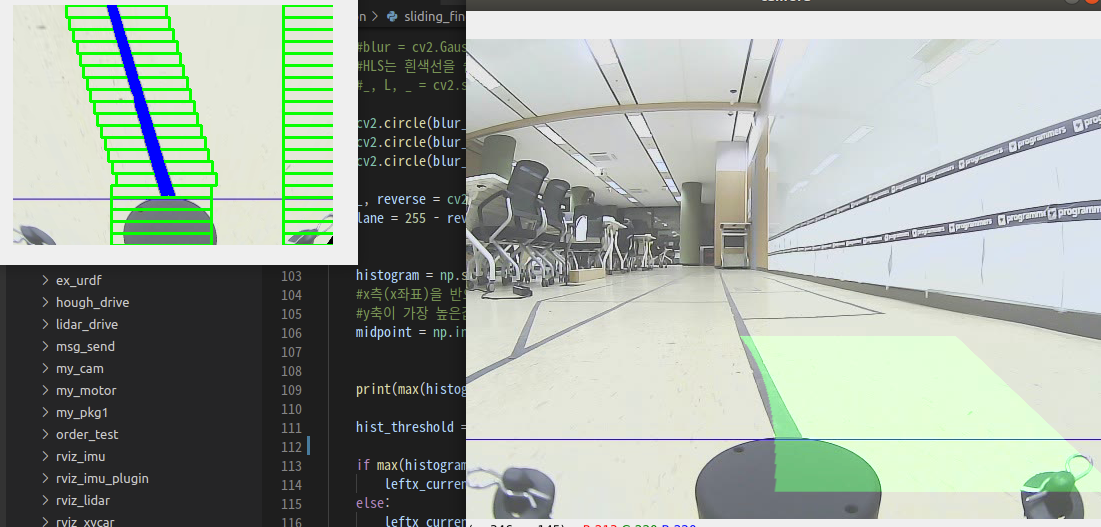 n > sliding_fin
#blur = cv2.Gaus
#HLS는 흰색선을
#_, L, _ = cv2.s
cv2.circle(blur_
cv2.circle(blur_
cv2.circle(blur_
_, reverse = cv2
lane = 255 - rev
103 histogram = np.s
104 #x축(x좌표)을 반
105 #y축이 가장 높은
106 midpoint = np.in
107
108
109 print(max(histog
110
111 hist_threshold =
112
113 if max(histogram
114 leftx_curren
115 else:
116 leftx_curren
ex_urdf
hough_drive
lidar_drive
msg_send
my_cam
my_motor
my_pkg1
order_test
rviz_imu
rviz_imu_plugin
rviz_lidar
rviz_xycar
programmers
programmers
programmers
programmers
programmers
programmers
programmers